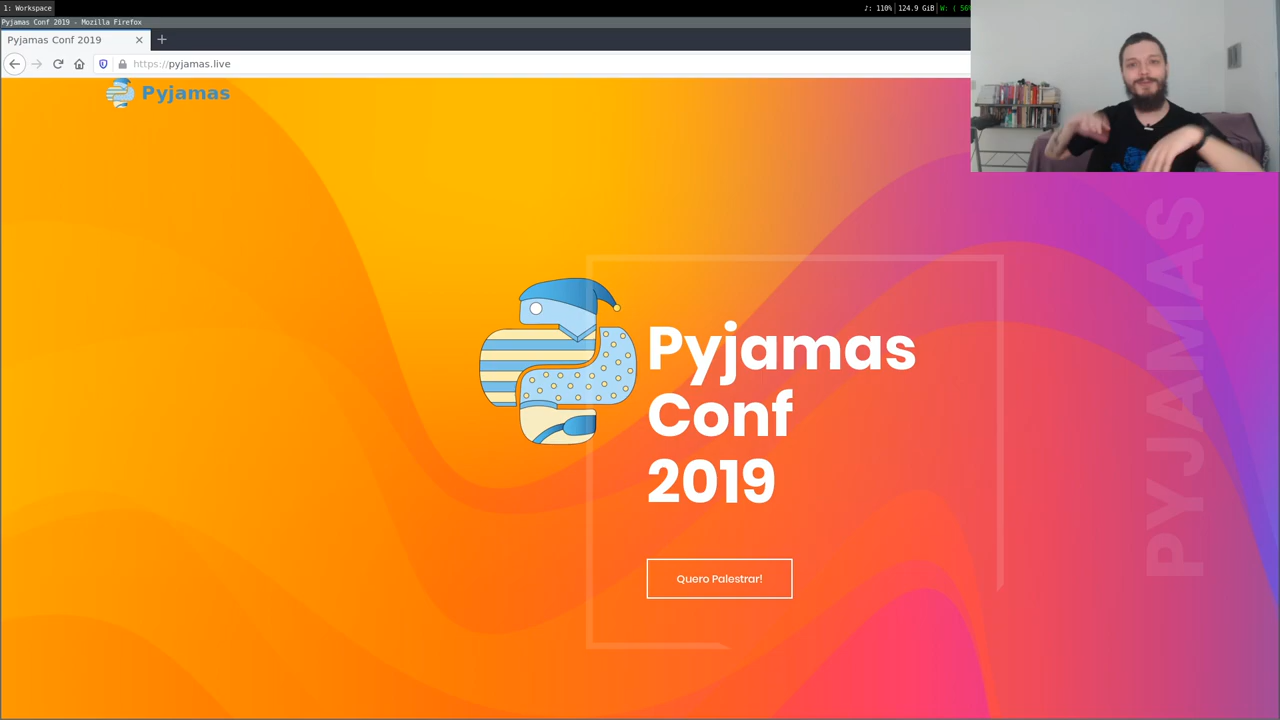 1: Workspace
♪: 110% 124.9 GiB W: ( 56%
Pyjamas Conf 2019 - Mozilla Firefox
Pyjamas Conf 2019
https://pyjamas.live
Pyjamas
Pyjamas
Conf
2019
Quero Palestrar!
PYJAMAS